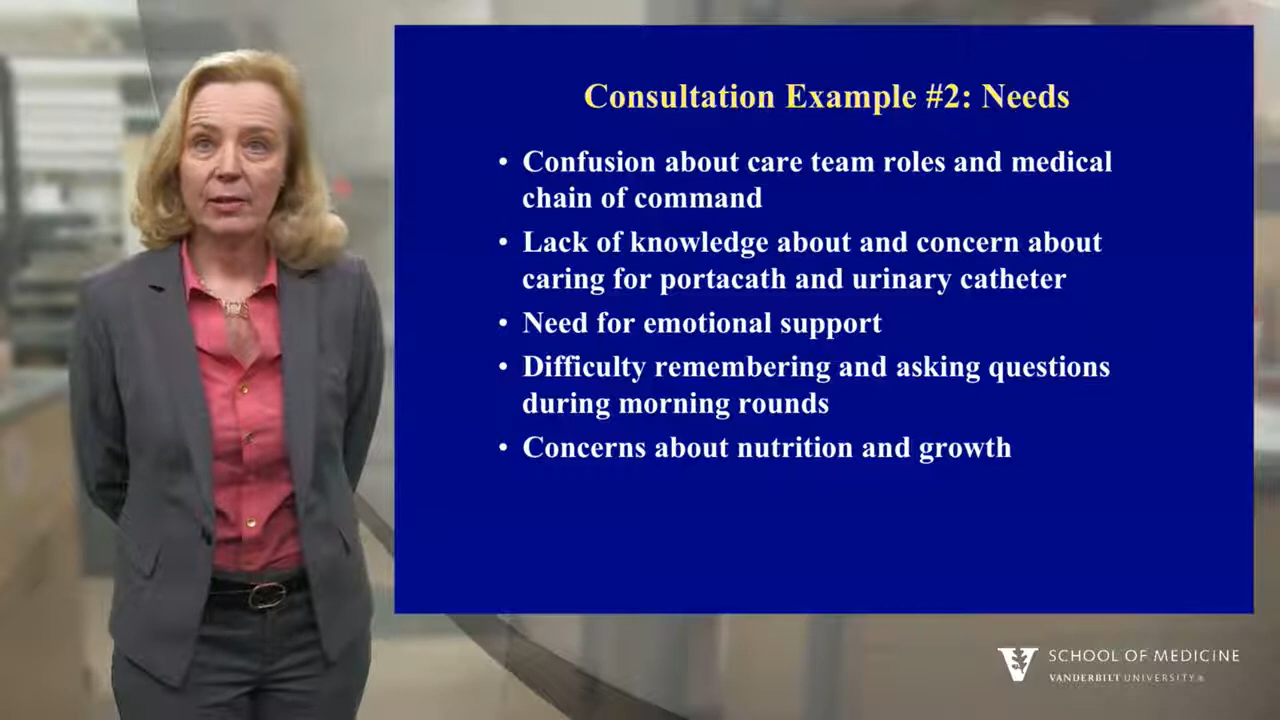 Consultation Example #2: Needs
• Confusion about care team roles and medical
chain of command
• Lack of knowledge about and concern about
caring for portacath and urinary catheter
• Need for emotional support
• Difficulty remembering and asking questions
during morning rounds
• Concerns about nutrition and growth
V SCHOOL OF MEDICINE
VANDERBILT UNIVERSITY®